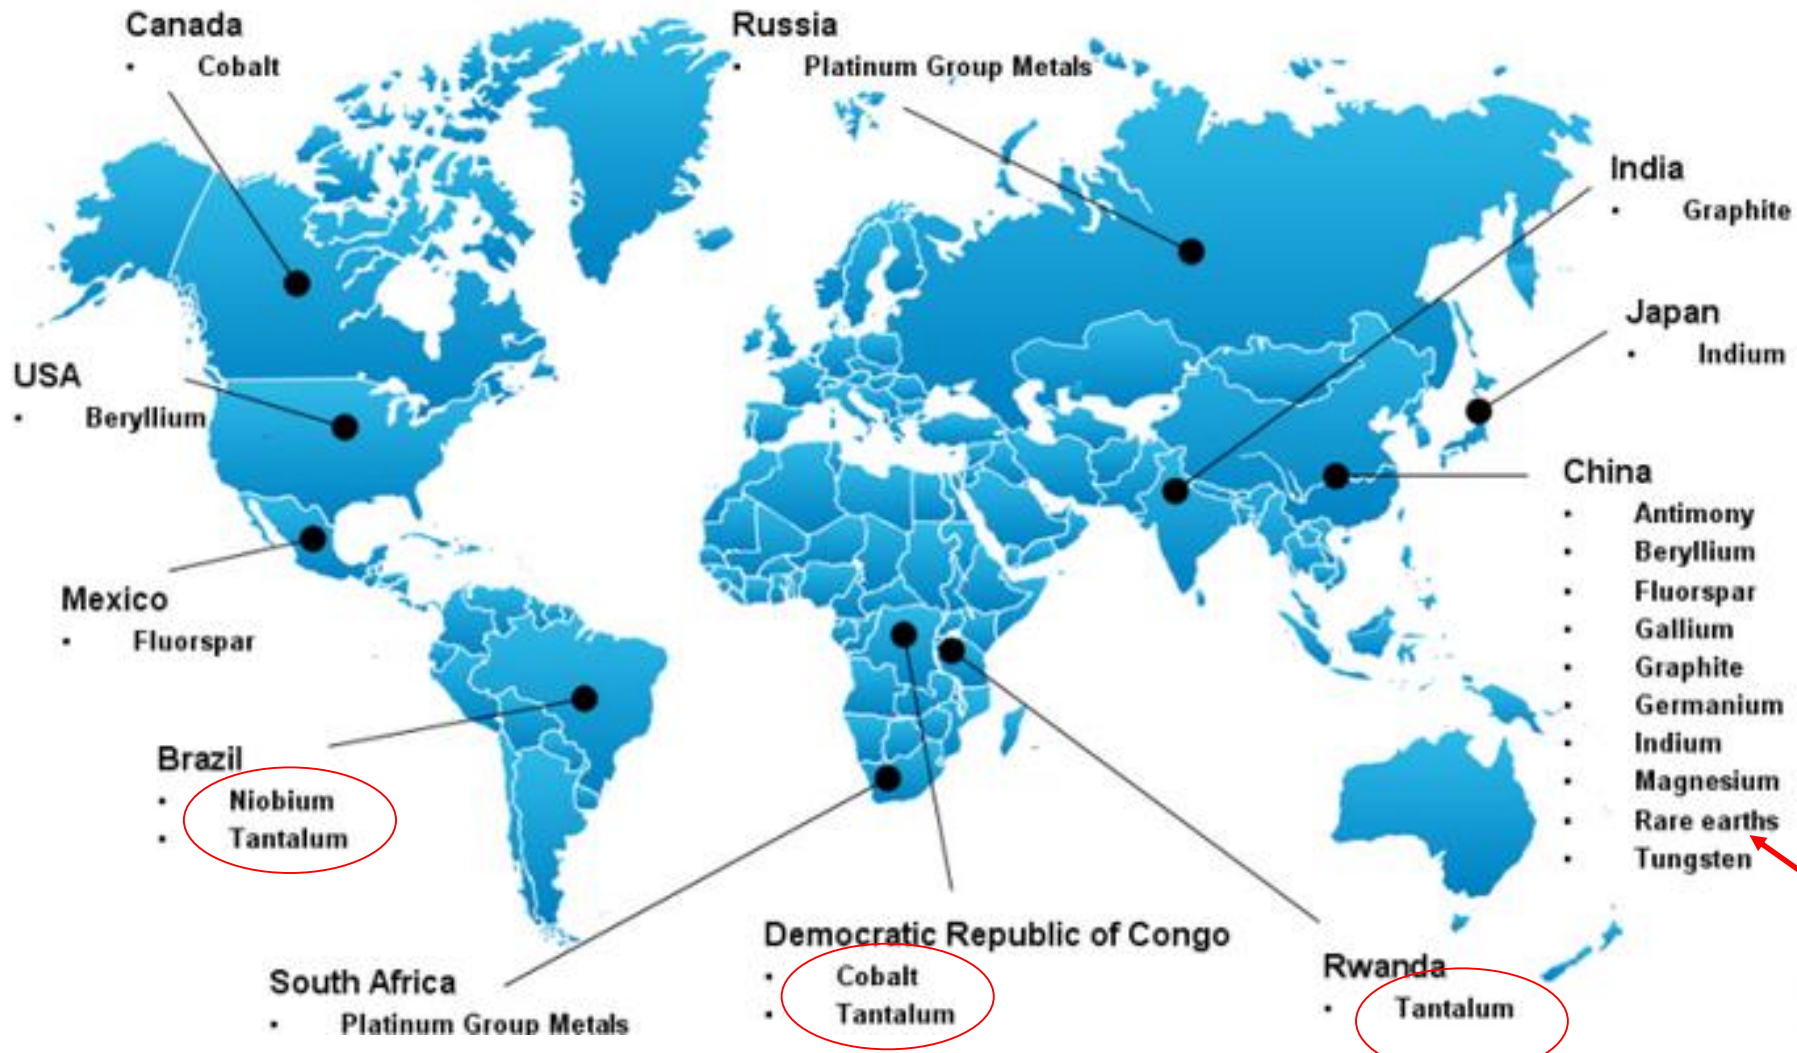 Canada
• Cobalt
Russia
• Platinum Group Metals
India
• Graphite
Japan
• Indium
USA
• Beryllium
China
• Antimony
• Beryllium
• Fluorspar
• Gallium
• Graphite
• Germanium
• Indium
• Magnesium
• Rare earths
• Tungsten
Mexico
• Fluorspar
Brazil
• Niobium
• Tantalum
Democratic Republic of Congo
• Cobalt
• Tantalum
Rwanda
• Tantalum
South Africa
• Platinum Group Metals